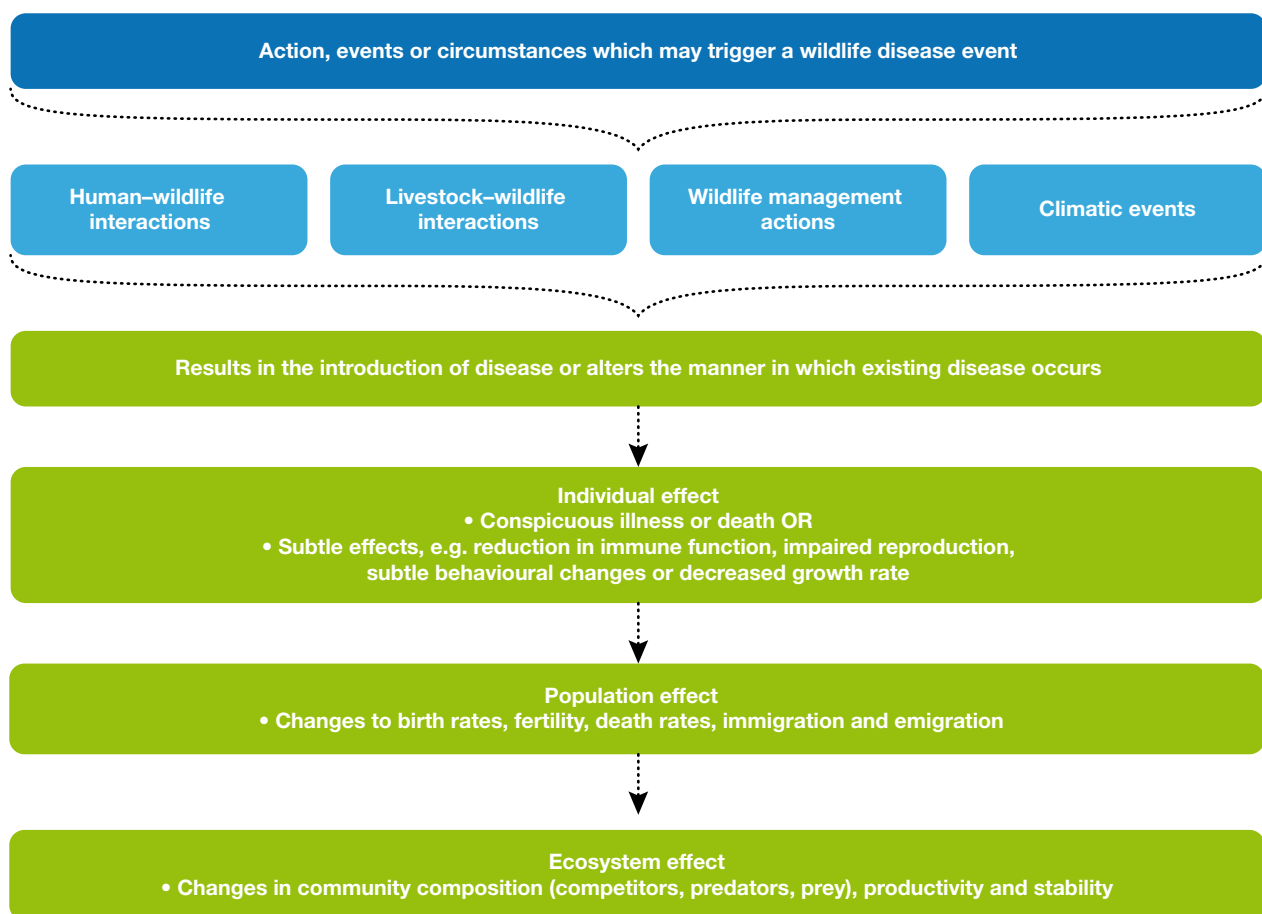 Action, events or circumstances which may trigger a wildlife disease event
Human–wildlife
interactions
Livestock–wildlife
interactions
Wildlife management
actions
Climatic events
Results in the introduction of disease or alters the manner in which existing disease occurs
Individual effect
• Conspicuous illness or death OR
• Subtle effects, e.g. reduction in immune function, impaired reproduction,
subtle behavioural changes or decreased growth rate
Population effect
• Changes to birth rates, fertility, death rates, immigration and emigration
Ecosystem effect
• Changes in community composition (competitors, predators, prey), productivity and stability